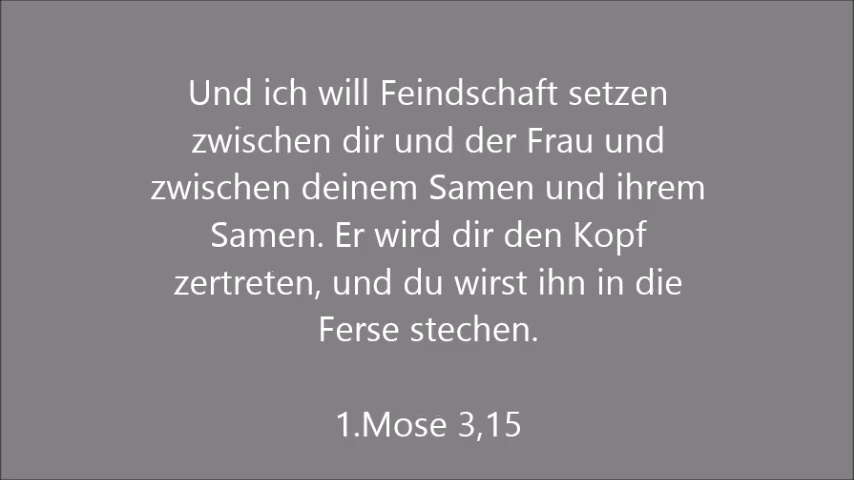 Und ich will Feindschaft setzen
zwischen dir und der Frau und
zwischen deinem Samen und ihrem
Samen. Er wird dir den Kopf
zertreten, und du wirst ihn in die
Ferse stechen.
1.Mose 3,15